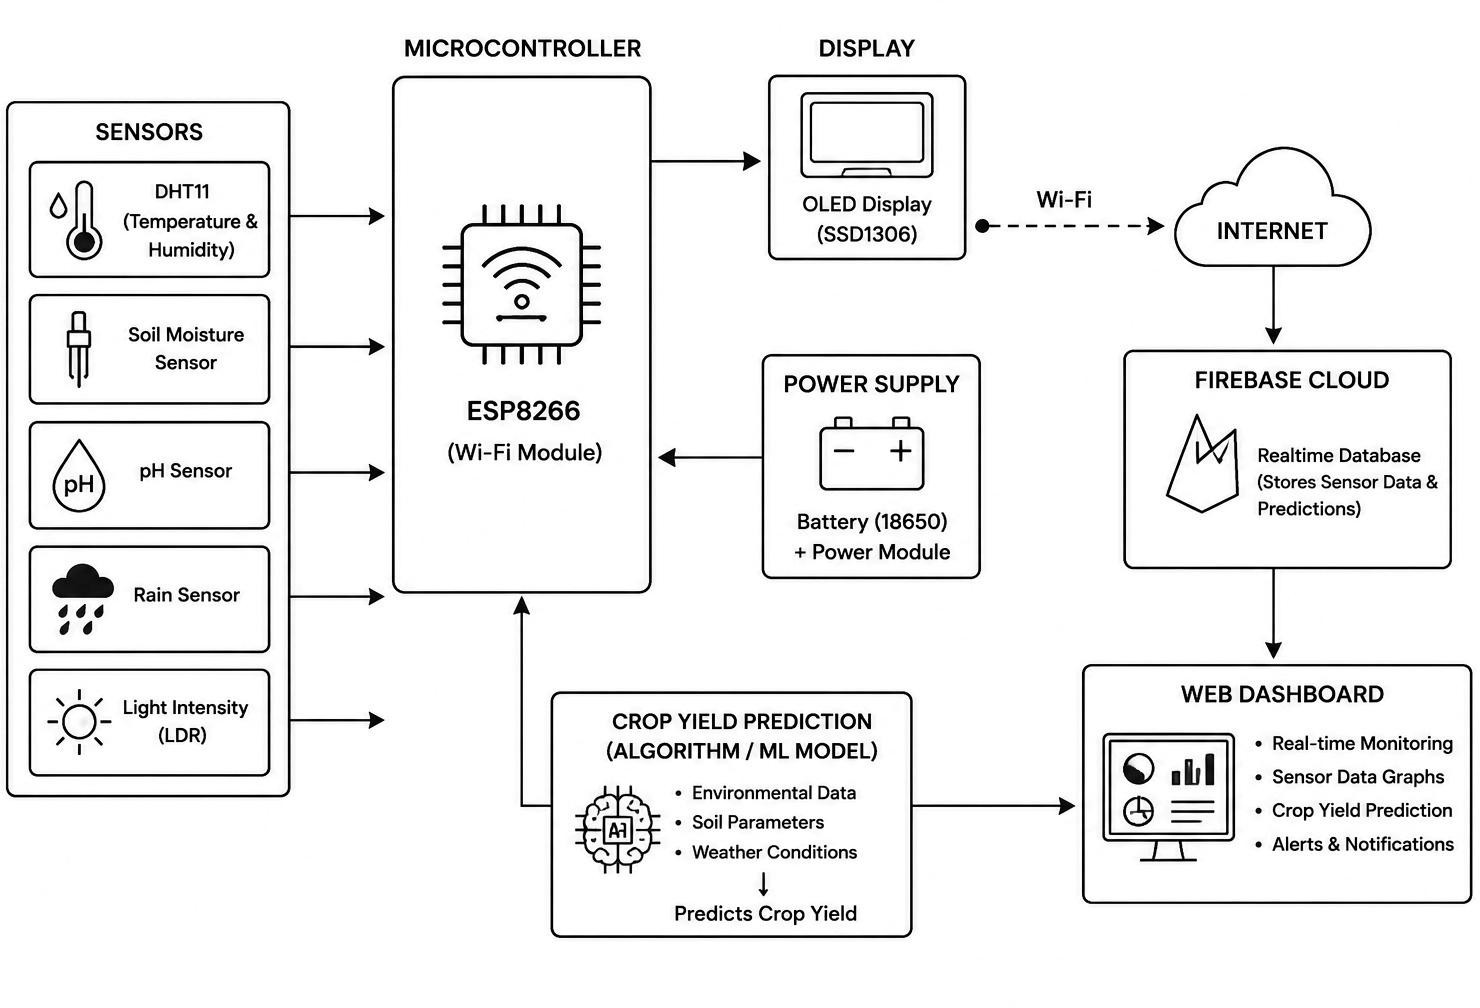 MICROCONTROLLER
DISPLAY
SENSORS
DHT11
(Temperature &
Humidity)
Soil Moisture
Sensor
pH
pH Sensor
Rain Sensor
Light Intensity
(LDR)
ESP8266
(Wi-Fi Module)
OLED Display
(SSD1306)
Wi-Fi
INTERNET
POWER SUPPLY
− +
Battery (18650)
+ Power Module
FIREBASE CLOUD
Realtime Database
(Stores Sensor Data &
Predictions)
CROP YIELD PREDICTION
(ALGORITHM / ML MODEL)
• Environmental Data
• Soil Parameters
• Weather Conditions
Predicts Crop Yield
WEB DASHBOARD
• Real-time Monitoring
• Sensor Data Graphs
• Crop Yield Prediction
• Alerts & Notifications